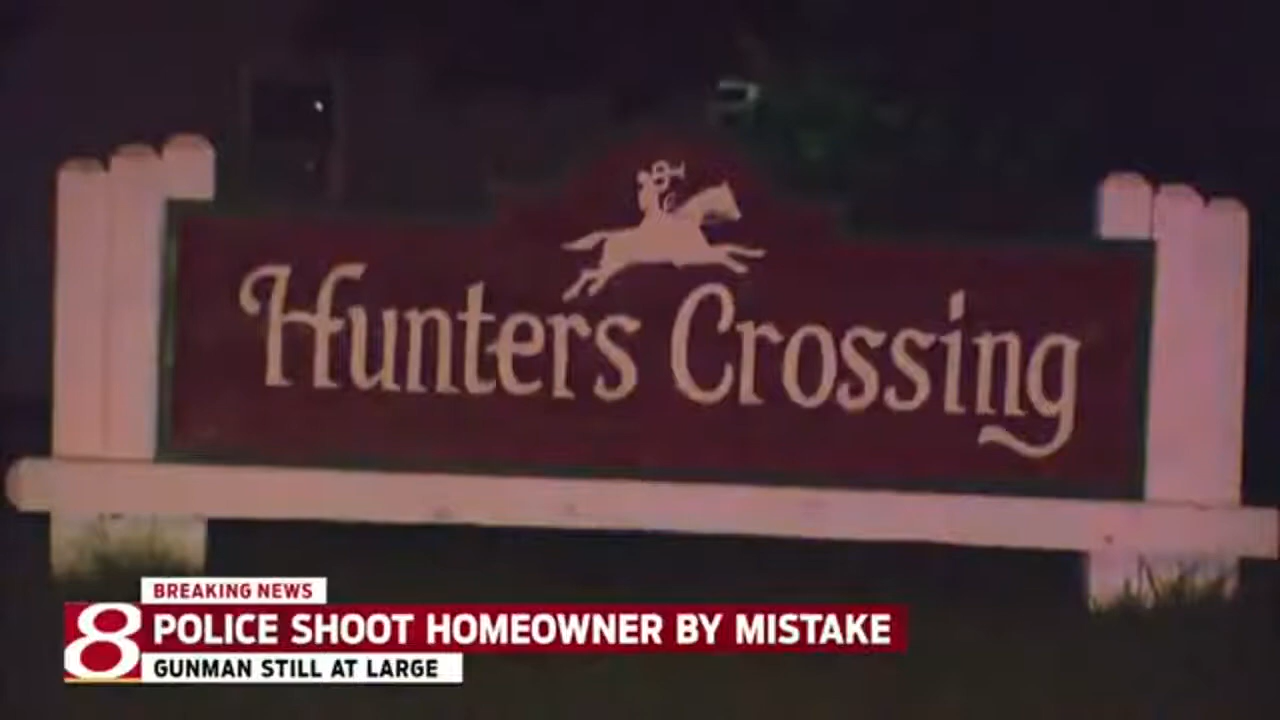 Hunters Crossing
BREAKING NEWS
8
POLICE SHOOT HOMEOWNER BY MISTAKE
GUNMAN STILL AT LARGE